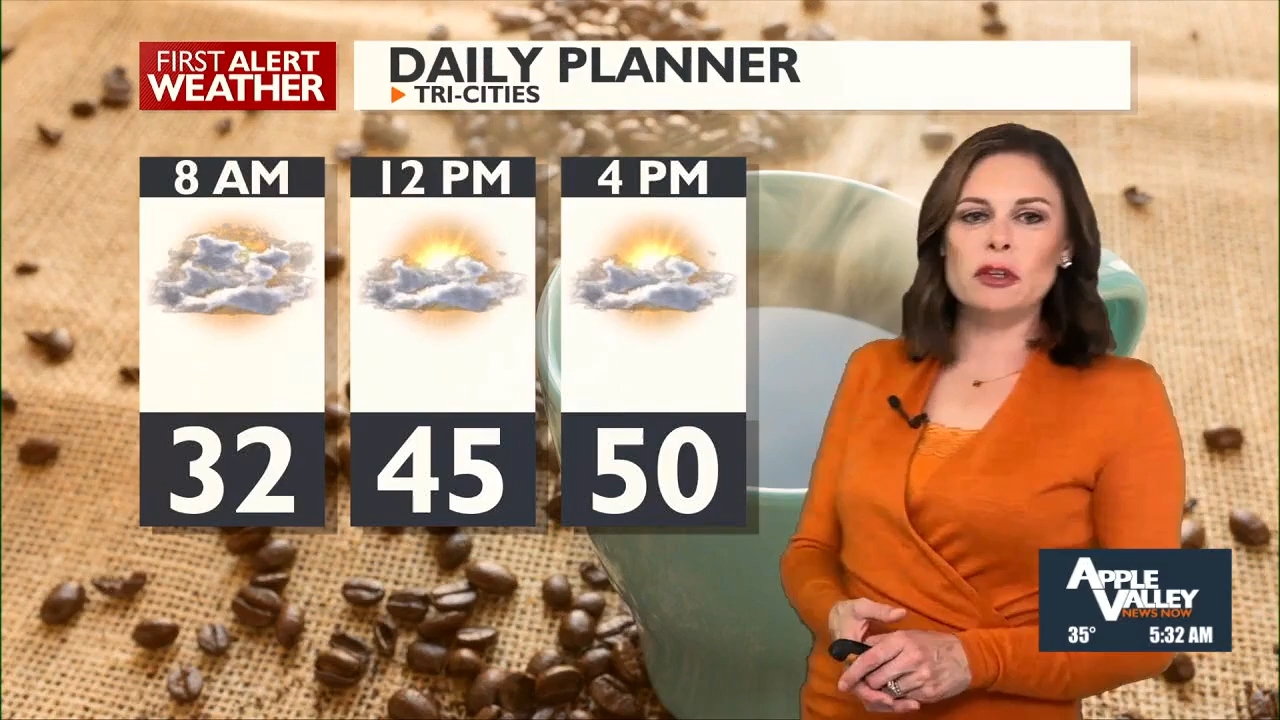 FIRST ALERT
WEATHER
DAILY PLANNER
TRI-CITIES
8 AM
12 PM
4 PM
32
45
50
APPLE
VALLEY
NEWS NOW
35° 5:32 AM